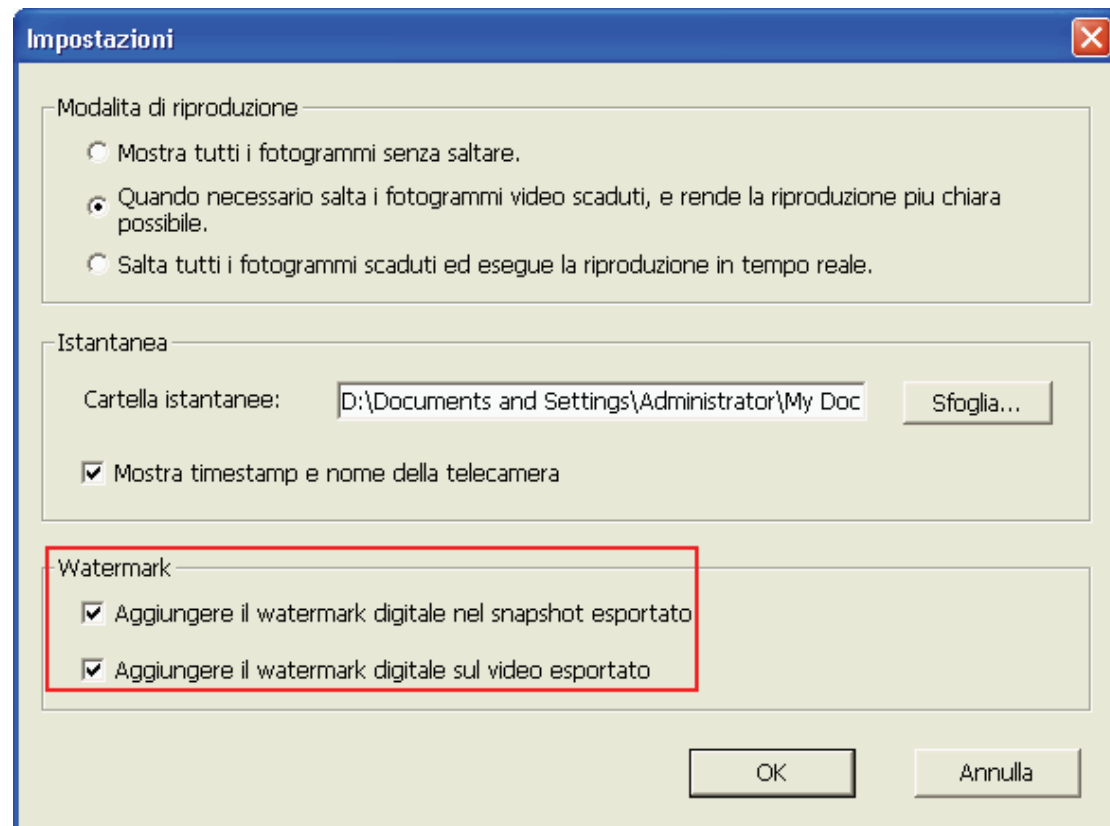 Impostazioni
Modalita di riproduzione
Mostra tutti i fotogrammi senza saltare.
Quando necessario salta i fotogrammi video scaduti, e rende la riproduzione piu chiara
possibile.
Salta tutti i fotogrammi scaduti ed esegue la riproduzione in tempo reale.
Istantanea
Cartella istantanee: D:\Documents and Settings\Administrator\My Doc Sfoglia...
Mostra timestamp e nome della telecamera
Watermark
Aggiungere il watermark digitale nel snapshot esportato
Aggiungere il watermark digitale sul video esportato
OK Annulla